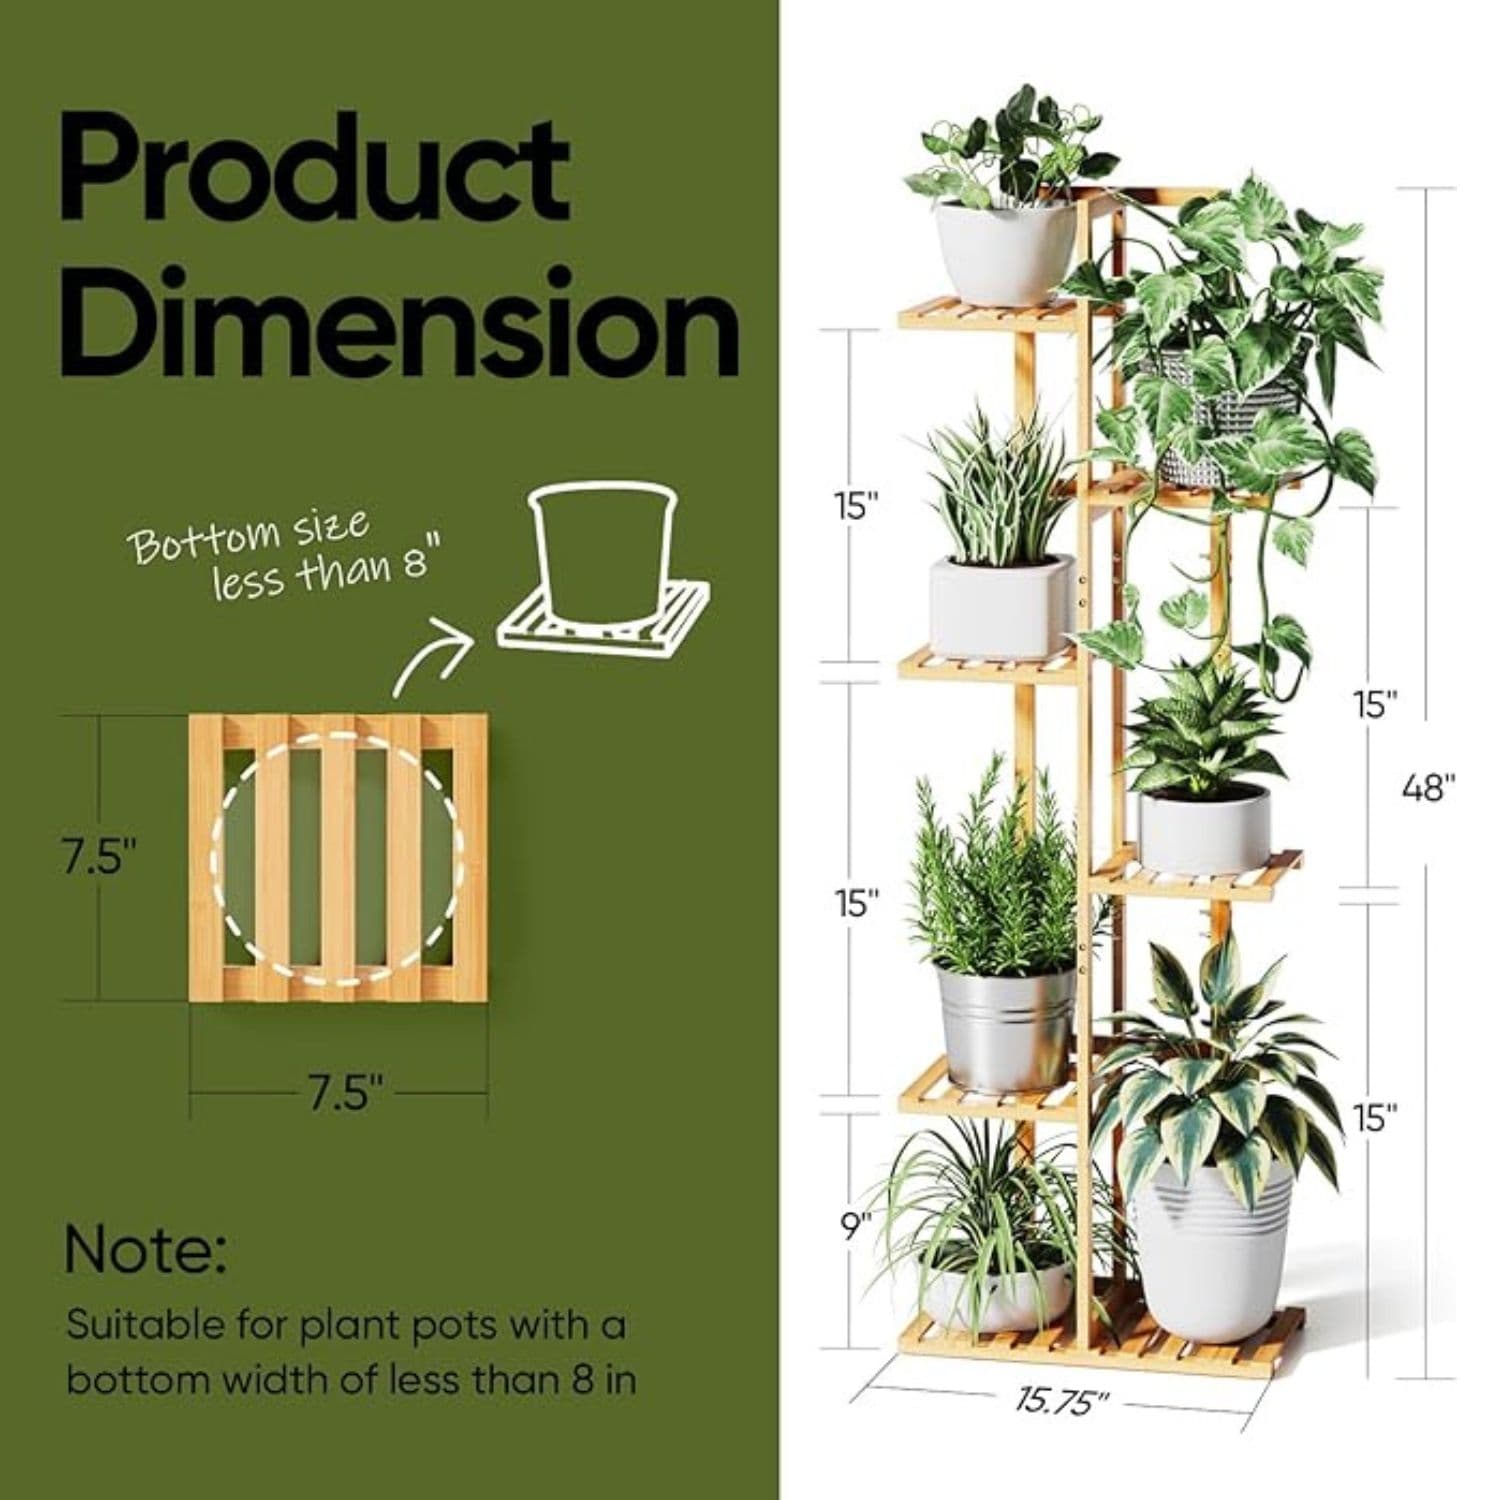 Product
Dimension
Bottom size
less than 8"
7.5"
7.5"
Note:
Suitable for plant pots with a
bottom width of less than 8 in
15"
15"
9"
15"
15"
48"
15.75"